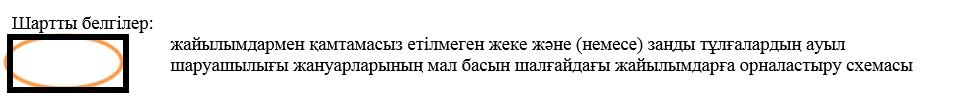 Шартты белгілер:
жайылымдармен қамтамасыз етілмеген жеке және (немесе) заңды тұлғалардың ауыл
шаруашылығы жануарларының мал басын шалғайдағы жайылымдарға орналастыру схемасы